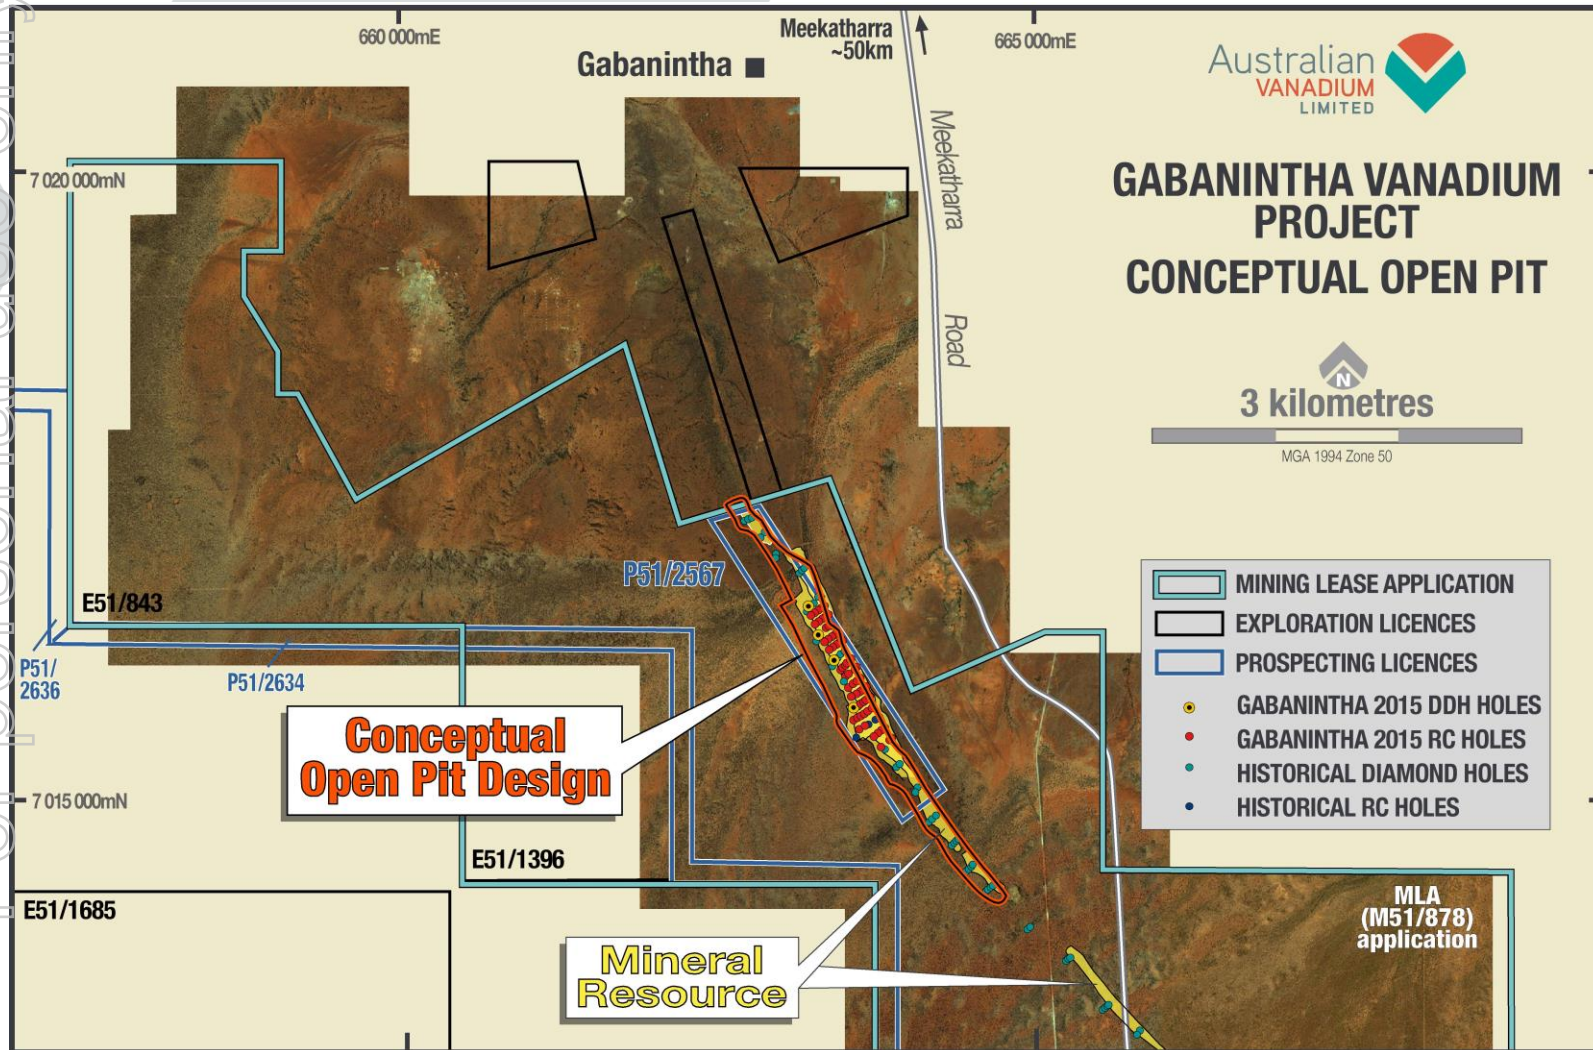 660 000mE
Meekatharra
~50km
665 000mE
Gabanintha
Australian
VANADIUM
LIMITED
Meekatharra
Road
7 020 000mN
GABANINTHA VANADIUM
PROJECT
CONCEPTUAL OPEN PIT
N
3 kilometres
MGA 1994 Zone 50
P51/2567
E51/843
P51/
2636
P51/2634
MINING LEASE APPLICATION
EXPLORATION LICENCES
PROSPECTING LICENCES
GABANINTHA 2015 DDH HOLES
GABANINTHA 2015 RC HOLES
HISTORICAL DIAMOND HOLES
HISTORICAL RC HOLES
Conceptual
Open Pit Design
7 015 000mN
E51/1396
E51/1685
MLA
(M51/878)
application
Mineral
Resource